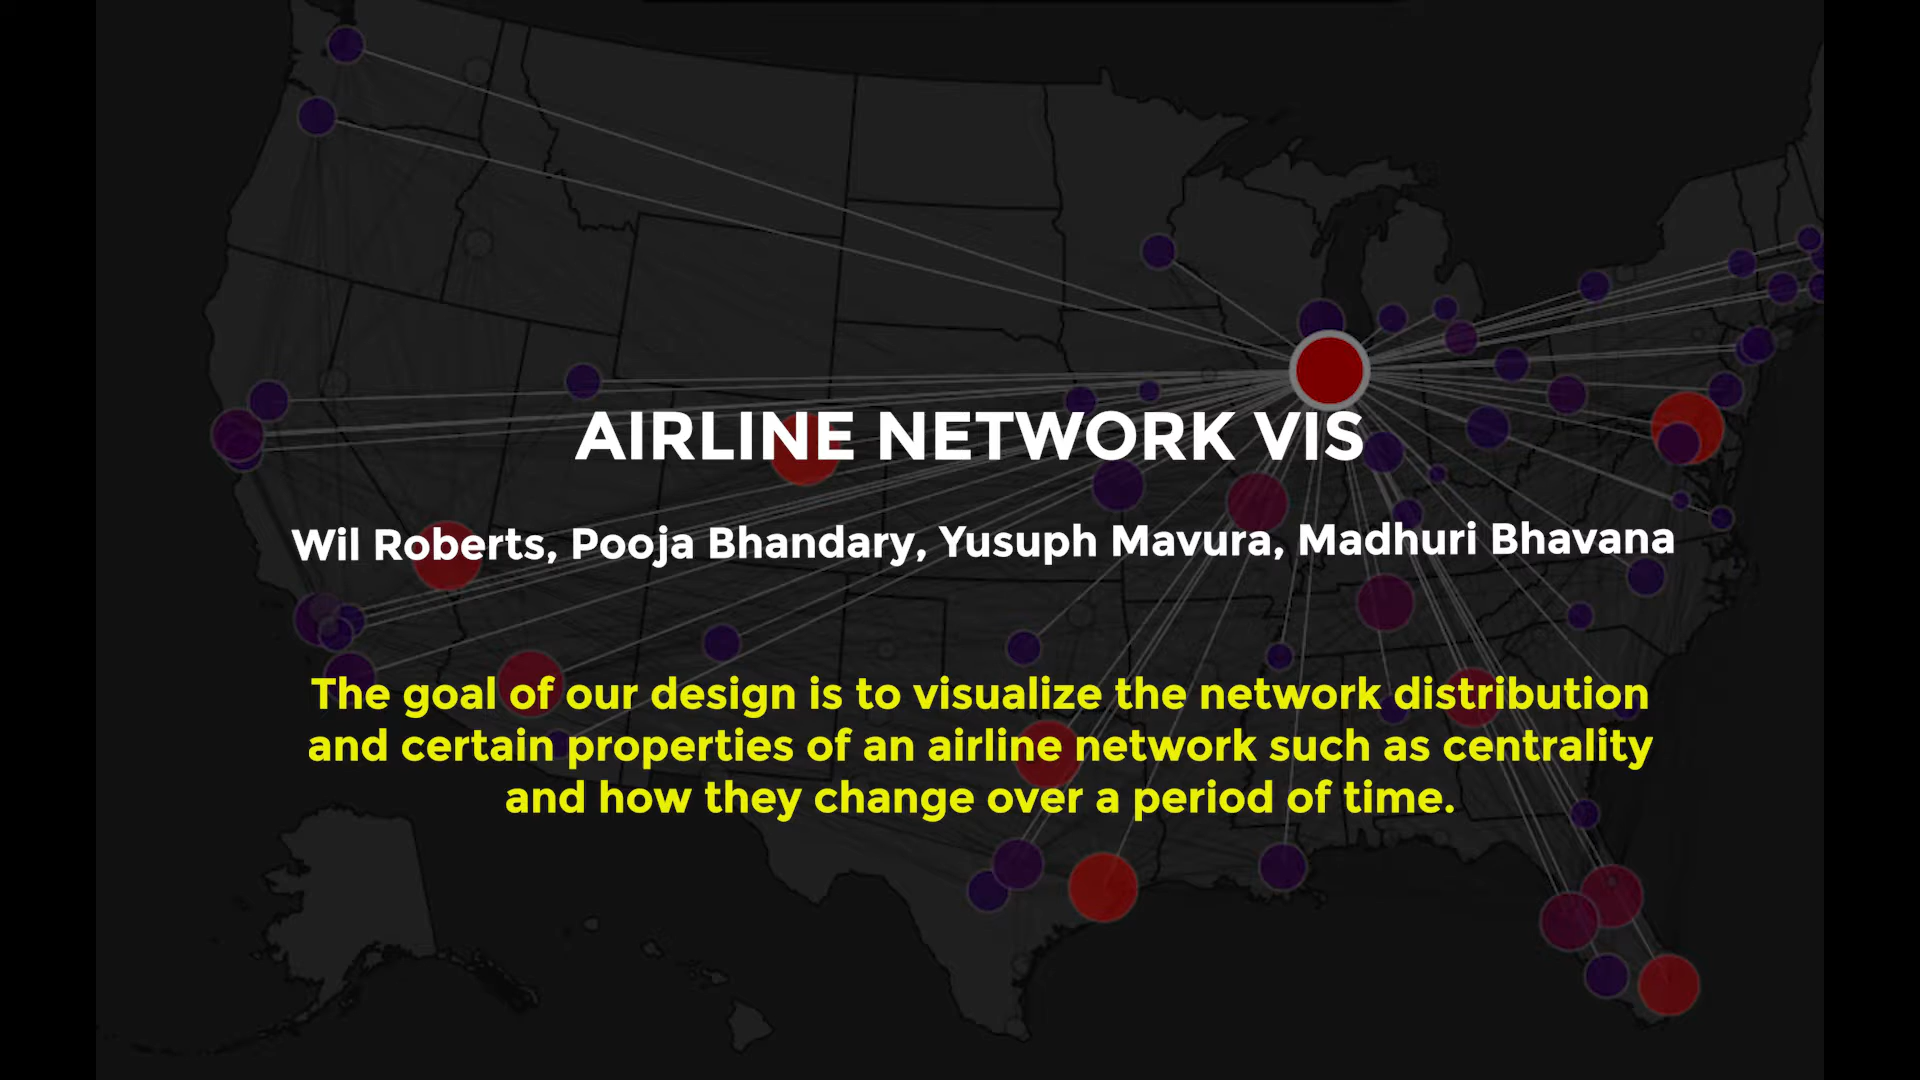 AIRLINE NETWORK VIS
Wil Roberts, Pooja Bhandary, Yusuph Mavura, Madhuri Bhavana
The goal of our design is to visualize the network distribution
and certain properties of an airline network such as centrality
and how they change over a period of time.